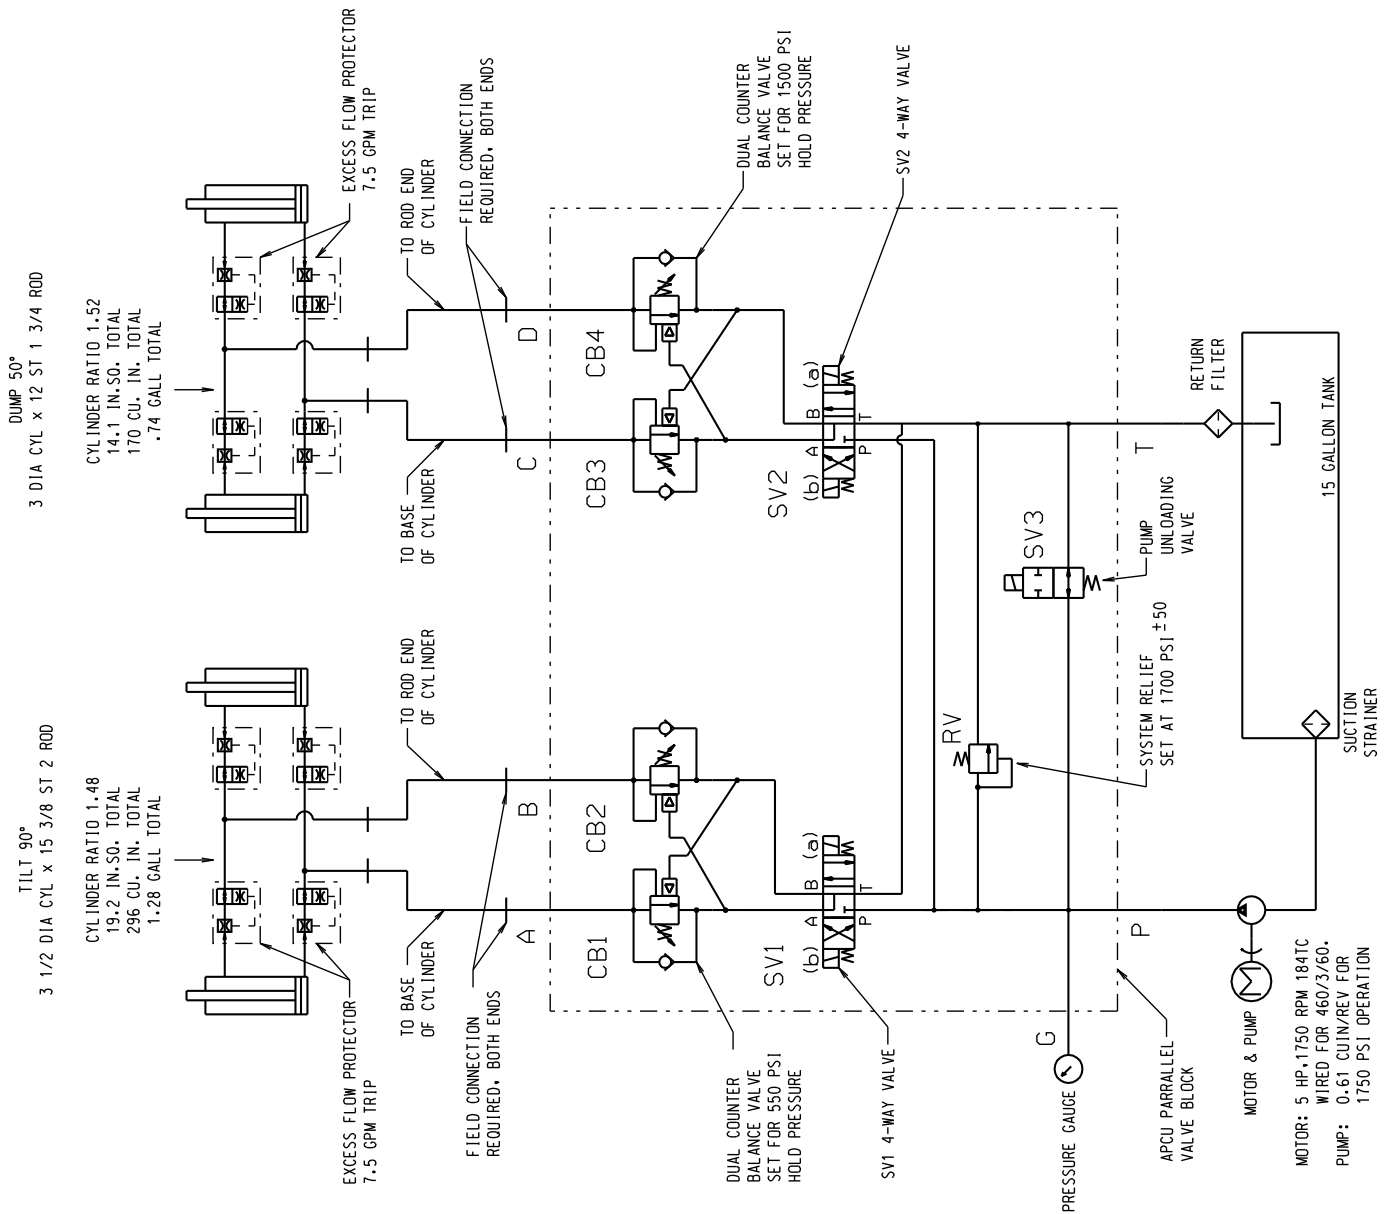 TILT 90°
3 1/2 DIA CYL x 15 3/8 ST 2 ROD
CYLINDER RATIO 1.48
19.2 IN.SQ. TOTAL
296 CU. IN. TOTAL
1.28 GALL TOTAL
DUMP 50°
3 DIA CYL x 12 ST 1 3/4 ROD
CYLINDER RATIO 1.52
14.1 IN.SQ. TOTAL
170 CU. IN. TOTAL
.74 GALL TOTAL
EXCESS FLOW PROTECTOR
7.5 GPM TRIP
EXCESS FLOW PROTECTOR
7.5 GPM TRIP
TO BASE
OF CYLINDER
TO ROD END
OF CYLINDER
TO BASE
OF CYLINDER
TO ROD END
OF CYLINDER
FIELD CONNECTION
REQUIRED, BOTH ENDS
FIELD CONNECTION
REQUIRED, BOTH ENDS
A
B
C
D
CB1
CB2
CB3
CB4
DUAL COUNTER
BALANCE VALVE
SET FOR 550 PSI
HOLD PRESSURE
DUAL COUNTER
BALANCE VALVE
SET FOR 1500 PSI
HOLD PRESSURE
SV1
(b)
A
B
(a)
P
T
SV2
(b)
A
B
(a)
P
T
SV1 4-WAY VALVE
SV2 4-WAY VALVE
RV
SV3
G
PRESSURE GAUGE
P
T
SYSTEM RELIEF
SET AT 1700 PSI ±50
PUMP
UNLOADING
VALVE
APCU PARRALLEL
VALVE BLOCK
RETURN
FILTER
MOTOR & PUMP
M
15 GALLON TANK
SUCTION
STRAINER
MOTOR: 5 HP,1750 RPM 184TC
WIRED FOR 460/3/60.
PUMP: 0.61 CUIN/REV FOR
1750 PSI OPERATION